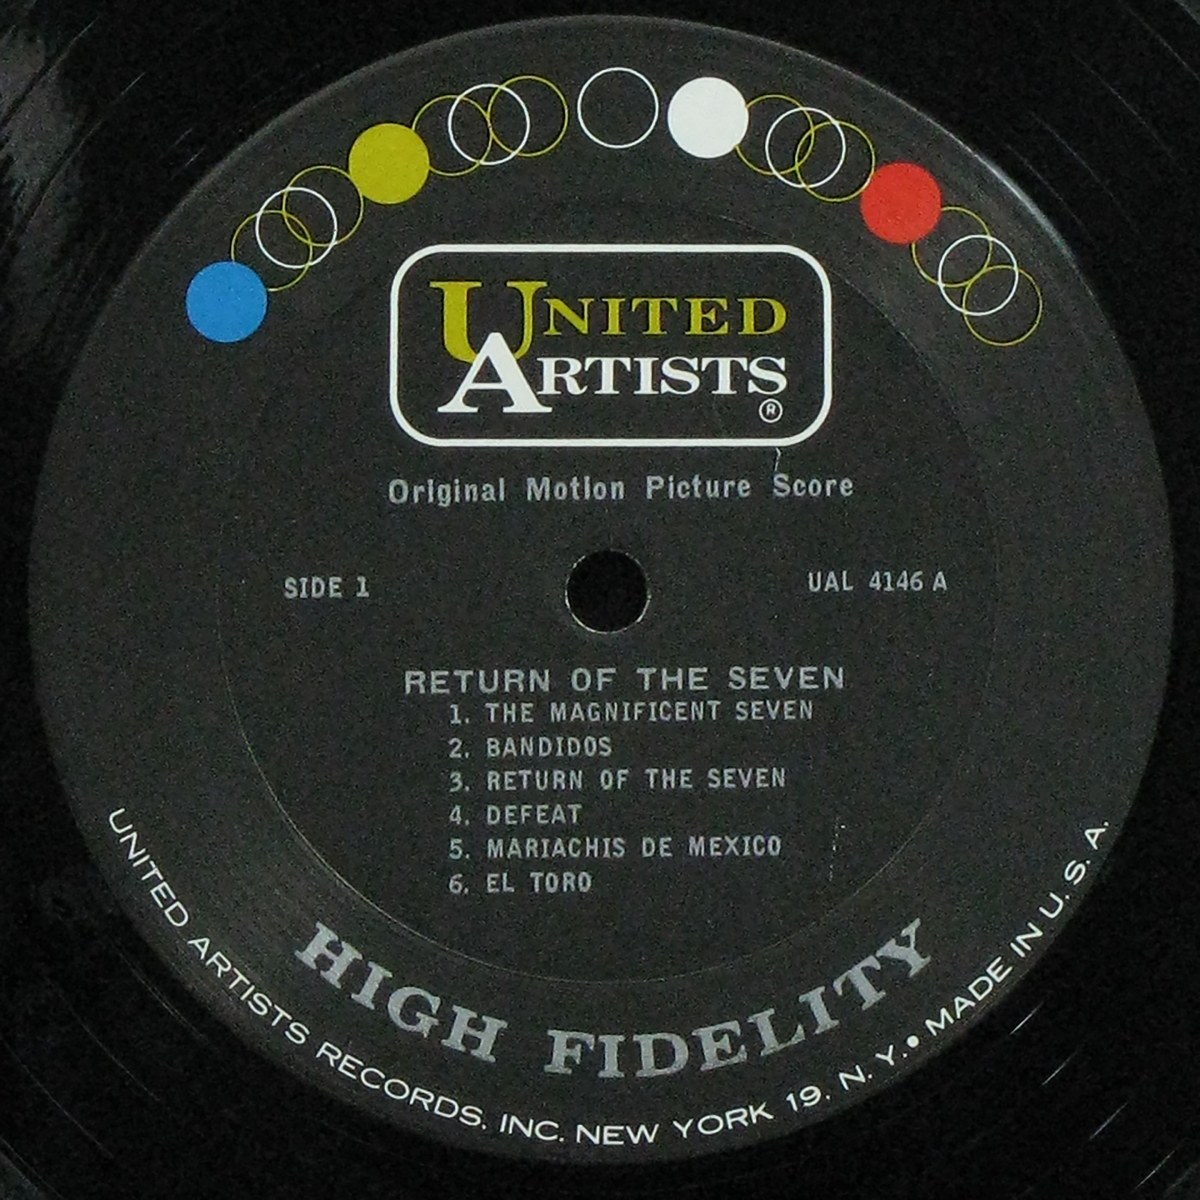 UNITED
ARTISTS
®
Original Motion Picture Score
SIDE 1
UAL 4146 A
RETURN OF THE SEVEN
1. THE MAGNIFICENT SEVEN
2. BANDIDOS
3. RETURN OF THE SEVEN
4. DEFEAT
5. MARIACHIS DE MEXICO
6. EL TORO
HIGH FIDELITY
UNITED ARTISTS RECORDS, INC. NEW YORK 19, N. Y. • MADE IN U. S. A.